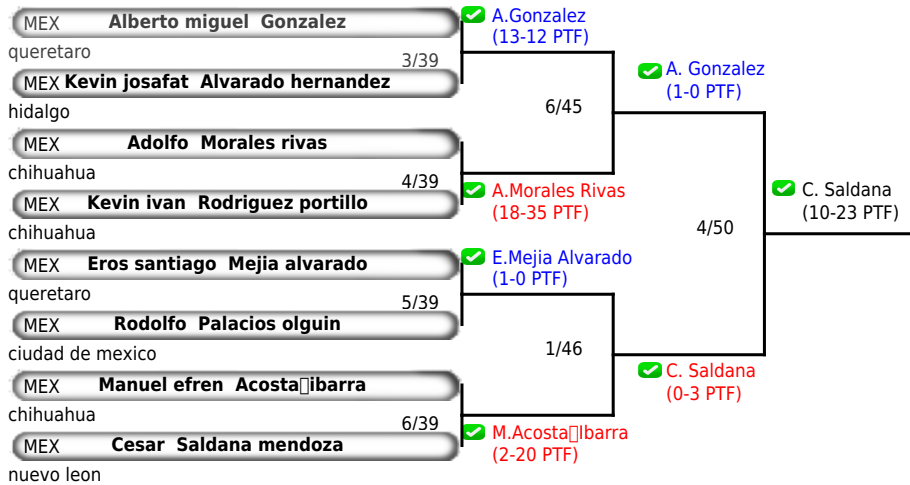 MEX Alberto miguel Gonzalez
queretaro
3/39
MEX Kevin josafat Alvarado hernandez
hidalgo
MEX Adolfo Morales rivas
chihuahua
4/39
MEX Kevin ivan Rodriguez portillo
chihuahua
MEX Eros santiago Mejia alvarado
queretaro
5/39
MEX Rodolfo Palacios olguin
ciudad de mexico
MEX Manuel efren Acosta▯ibarra
chihuahua
6/39
MEX Cesar Saldana mendoza
nuevo leon
A.Gonzalez
(13-12 PTF)
6/45
A.Morales Rivas
(18-35 PTF)
E.Mejia Alvarado
(1-0 PTF)
1/46
M.Acosta▯Ibarra
(2-20 PTF)
A. Gonzalez
(1-0 PTF)
4/50
C. Saldana
(0-3 PTF)
C. Saldana
(10-23 PTF)